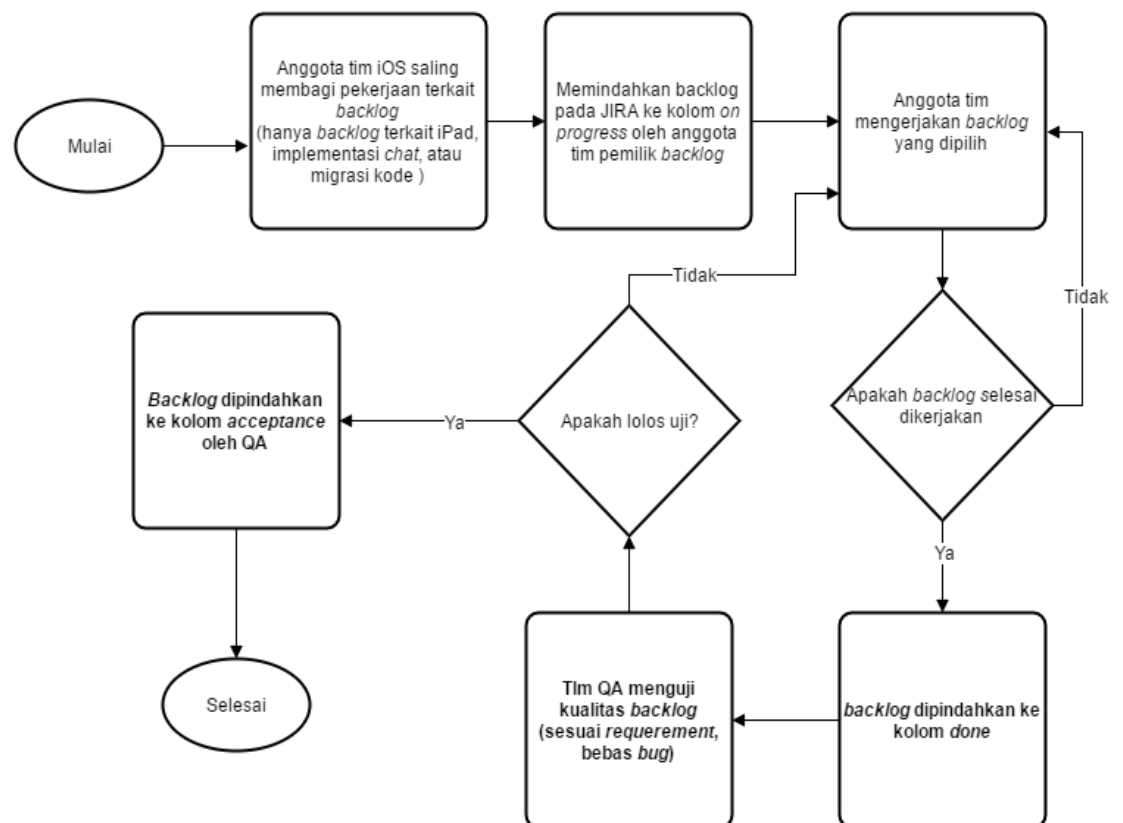 Mulai
Anggota tim iOS saling
membagi pekerjaan terkait
backlog
(hanya backlog terkait iPad,
implementasi chat, atau
migrasi kode )
Memindahkan backlog
pada JIRA ke kolom on
progress oleh anggota
tim pemilik backlog
Anggota tim
mengerjakan backlog
yang dipilih
Tidak
Tidak
Apakah backlog selesai
dikerjakan
Apakah lolos uji?
Ya
Backlog dipindahkan
ke kolom acceptance
oleh QA
Ya
TIm QA menguji
kualitas backlog
(sesuai requerement,
bebas bug)
backlog dipindahkan ke
kolom done
Selesai